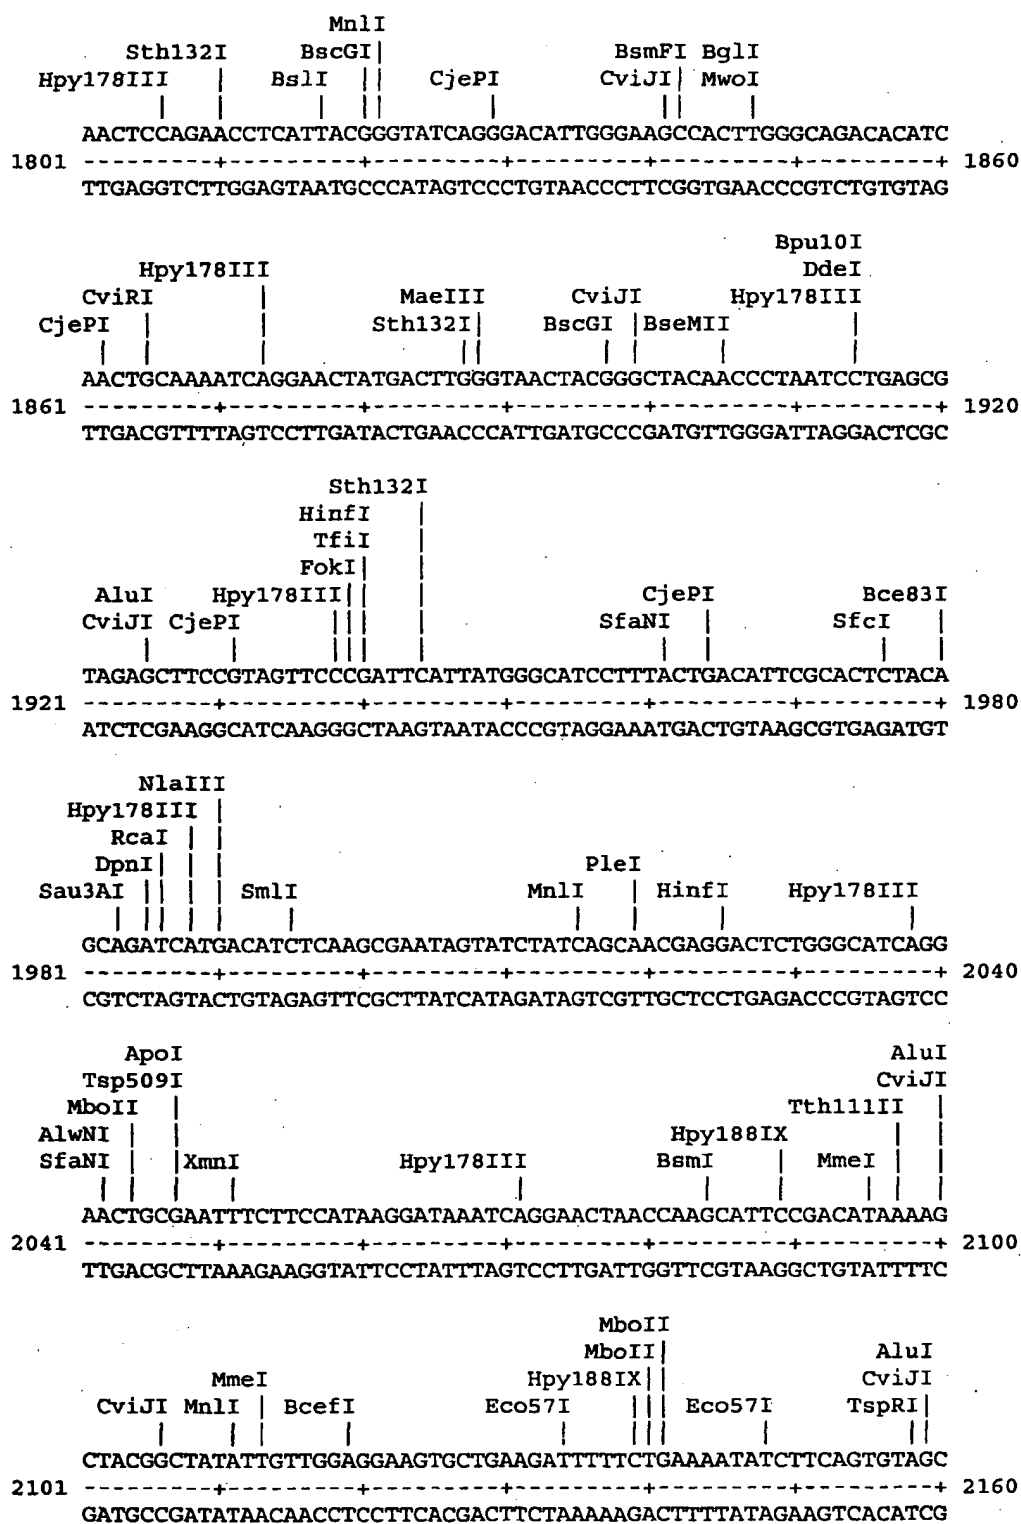 MnlI
Sth132I BscGI| BsmFI BglI
Hpy178III | BslI || CjePI CviJI| MwoI
| | | || | || |
AACTCCAGAACCTCATTACGGGTATCAGGGACATTGGGAAGCCACTTGGGCAGACACATC
1801 ---------+---------+---------+---------+---------+---------+ 1860
TTGAGGTCTTGGAGTAATGCCCATAGTCCCTGTAACCCTTCGGTGAACCCGTCTGTGTAG
Bpu10I
Hpy178III DdeI
CviRI | MaeIII CviJI Hpy178III|
CjePI | | Sth132I| BscGI |BseMII |
| | | || | | | |
AACTGCAAAATCAGGAACTATGACTTGGGTAACTACGGGCTACAACCCTAATCCTGAGCG
1861 ---------+---------+---------+---------+---------+---------+ 1920
TTGACGTTTTAGTCCTTGATACTGAACCCATTGATGCCCGATGTTGGGATTAGGACTCGC
Sth132I
HinfI |
TfiI |
FokI| |
AluI Hpy178III|| | CjePI Bce83I
CviJI CjePI ||| | SfaNI | SfcI |
| | ||| | | | | |
TAGAGCTTCCGTAGTTCCCGATTCATTATGGGCATCCTTTACTGACATTCGCACTCTACA
1921 ---------+---------+---------+---------+---------+---------+ 1980
ATCTCGAAGGCATCAAGGGCTAAGTAATACCCGTAGGAAATGACTGTAAGCGTGAGATGT
NlaIII
Hpy178III |
RcaI | |
DpnI| | | PleI
Sau3AI || | | SmlI MnlI | HinfI Hpy178III
| || | | | | | | |
GCAGATCATGACATCTCAAGCGAATAGTATCTATCAGCAACGAGGACTCTGGGCATCAGG
1981 ---------+---------+---------+---------+---------+---------+ 2040
CGTCTAGTACTGTAGAGTTCGCTTATCATAGATAGTCGTTGCTCCTGAGACCCGTAGTCC
ApoI AluI
Tsp509I CviJI
MboII | Tth111II |
AlwNI | | Hpy188IX | |
SfaNI | |XmnI Hpy178III BsmI | MmeI | |
| | | | | | | | | |
AACTGCGAATTTCTTCCATAAGGATAAATCAGGAACTAACCAAGCATTCCGACATAAAAG
2041 ---------+---------+---------+---------+---------+---------+ 2100
TTGACGCTTAAAGAAGGTATTCCTATTTAGTCCTTGATTGGTTCGTAAGGCTGTATTTTC
MboII
MboII| AluI
MmeI Hpy188IX|| CviJI
CviJI MnlI | BcefI Eco57I ||| Eco57I TspRI|
| | | | | ||| | ||
CTACGGCTATATTGTTGGAGGAAGTGCTGAAGATTTTTCTGAAAATATCTTCAGTGTAGC
2101 ---------+---------+---------+---------+---------+---------+ 2160
GATGCCGATATAACAACCTCCTTCACGACTTCTAAAAAGACTTTTATAGAAGTCACATCG